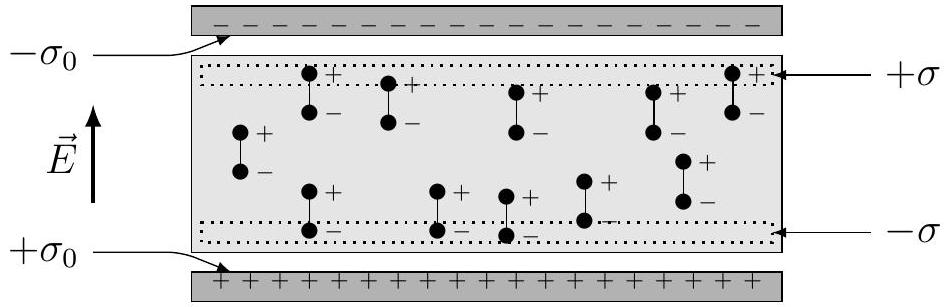 − − − − − − − − − − − − − − − − − − −
−σ₀
+ + + + +
+σ
− − − − −
+
−
E⃗
+ + + + +
− − − − −
−σ
+σ₀
+ + + + + + + + + + + + + + + + + + +